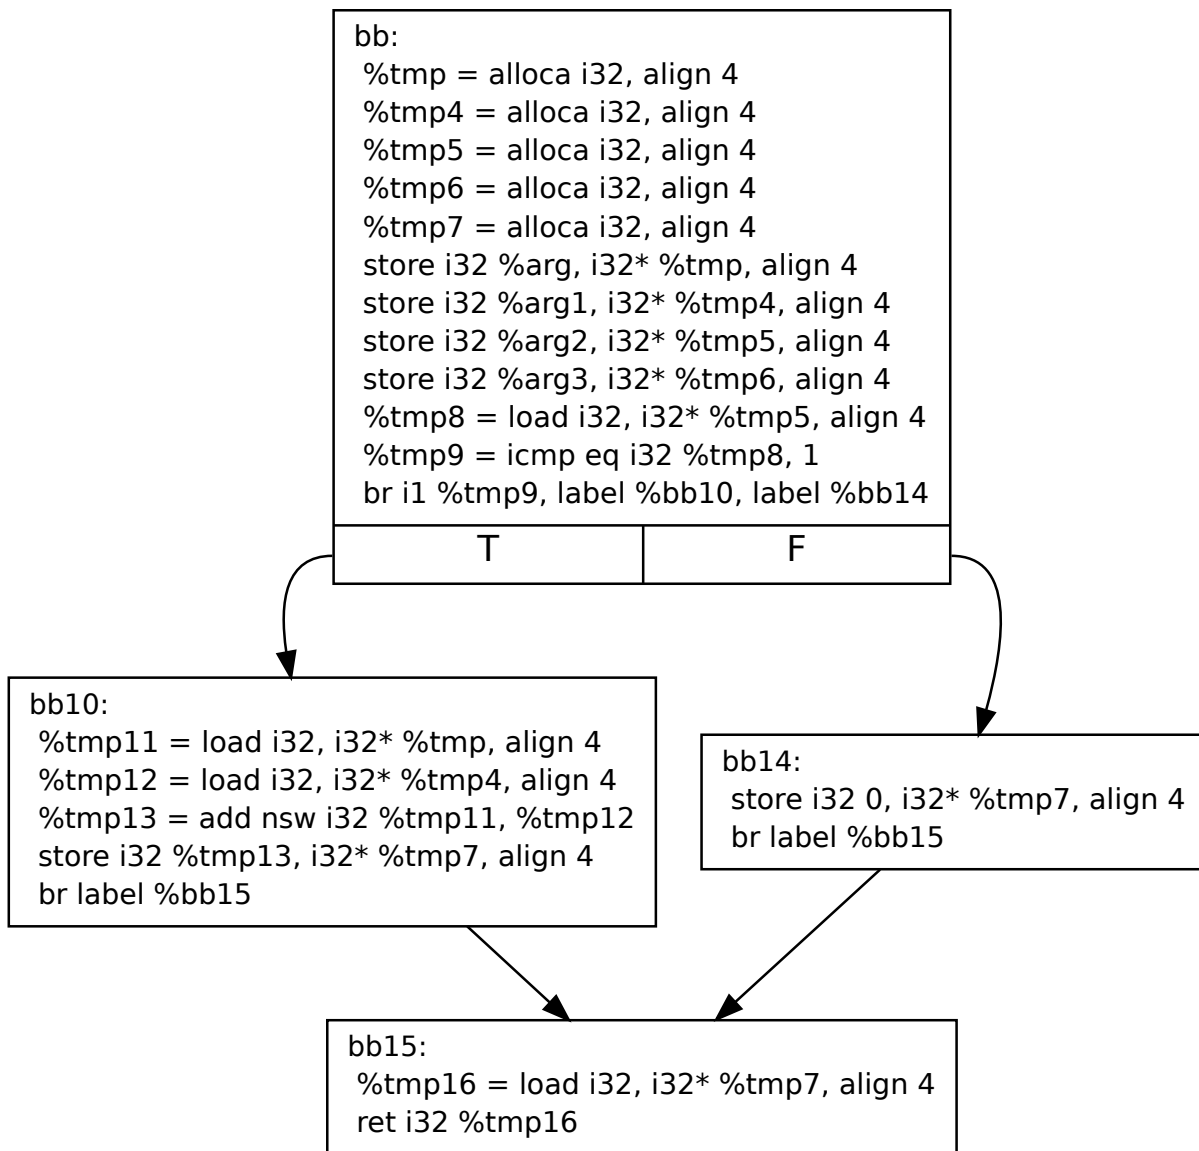 bb:
%tmp = alloca i32, align 4
%tmp4 = alloca i32, align 4
%tmp5 = alloca i32, align 4
%tmp6 = alloca i32, align 4
%tmp7 = alloca i32, align 4
store i32 %arg, i32* %tmp, align 4
store i32 %arg1, i32* %tmp4, align 4
store i32 %arg2, i32* %tmp5, align 4
store i32 %arg3, i32* %tmp6, align 4
%tmp8 = load i32, i32* %tmp5, align 4
%tmp9 = icmp eq i32 %tmp8, 1
br i1 %tmp9, label %bb10, label %bb14
T F
bb10:
%tmp11 = load i32, i32* %tmp, align 4
%tmp12 = load i32, i32* %tmp4, align 4
%tmp13 = add nsw i32 %tmp11, %tmp12
store i32 %tmp13, i32* %tmp7, align 4
br label %bb15
bb14:
store i32 0, i32* %tmp7, align 4
br label %bb15
bb15:
%tmp16 = load i32, i32* %tmp7, align 4
ret i32 %tmp16